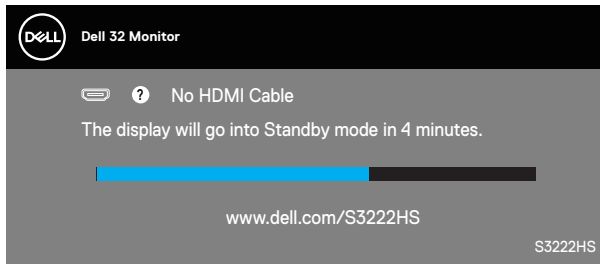 DELL
Dell 32 Monitor
? No HDMI Cable
The display will go into Standby mode in 4 minutes.
www.dell.com/S3222HS
S3222HS